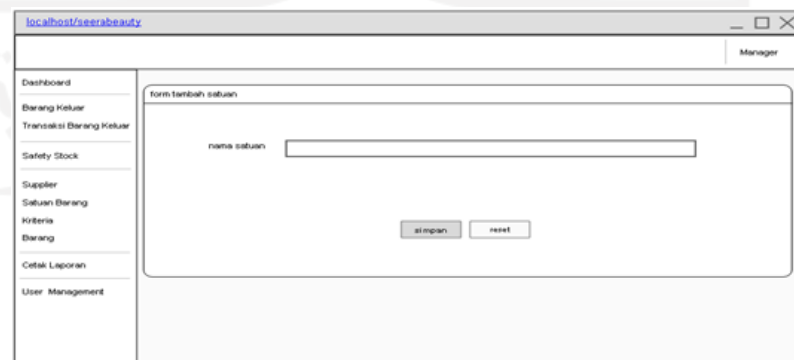 localhost/seerabeauty
Manager
Dashboard
Barang Keluar
Transaksi Barang Keluar
Safety Stock
Supplier
Satuan Barang
Kriteria
Barang
Cetak Laporan
User Management
form tambah satuan
nama satuan
simpan
reset